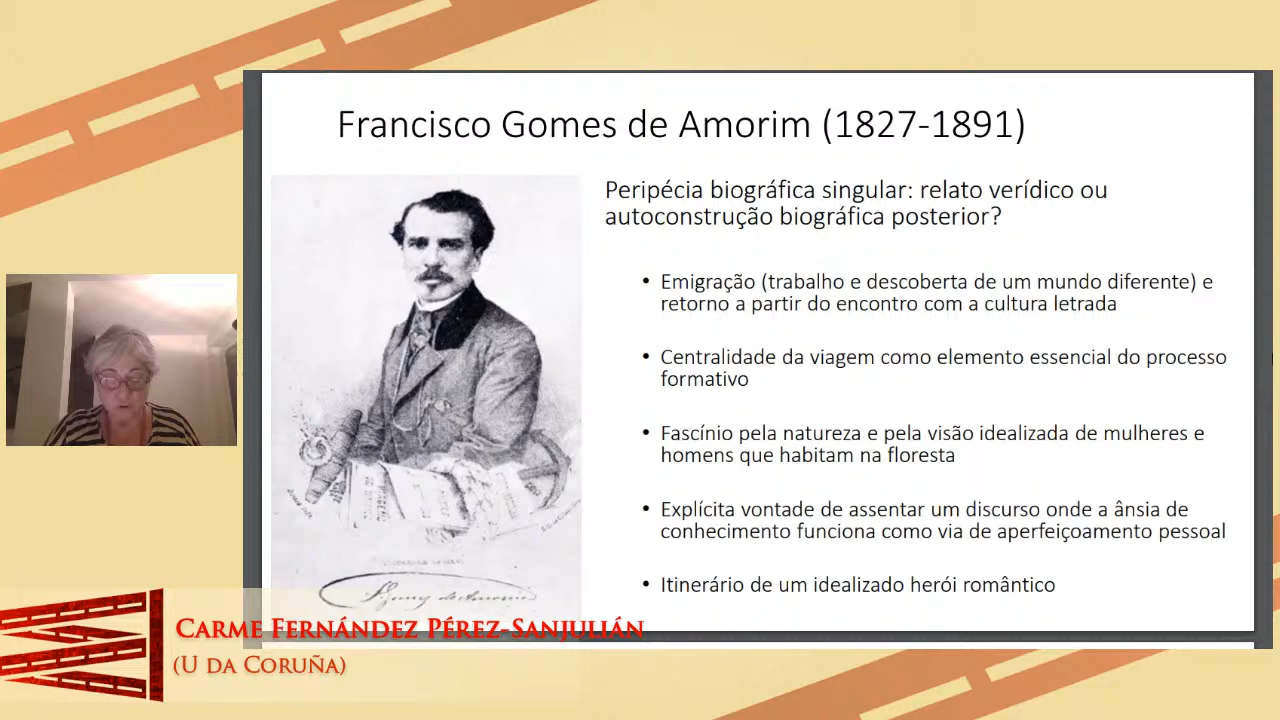 Francisco Gomes de Amorim (1827-1891)
Peripécia biográfica singular: relato verídico ou
autoconstrução biográfica posterior?
• Emigração (trabalho e descoberta de um mundo diferente) e
retorno a partir do encontro com a cultura letrada
• Centralidade da viagem como elemento essencial do processo
formativo
• Fascínio pela natureza e pela visão idealizada de mulheres e
homens que habitam na floresta
• Explícita vontade de assentar um discurso onde a ânsia de
conhecimento funciona como via de aperfeiçoamento pessoal
• Itinerário de um idealizado herói romântico
Carme Fernández Pérez-Sanjulián
(U da Coruña)